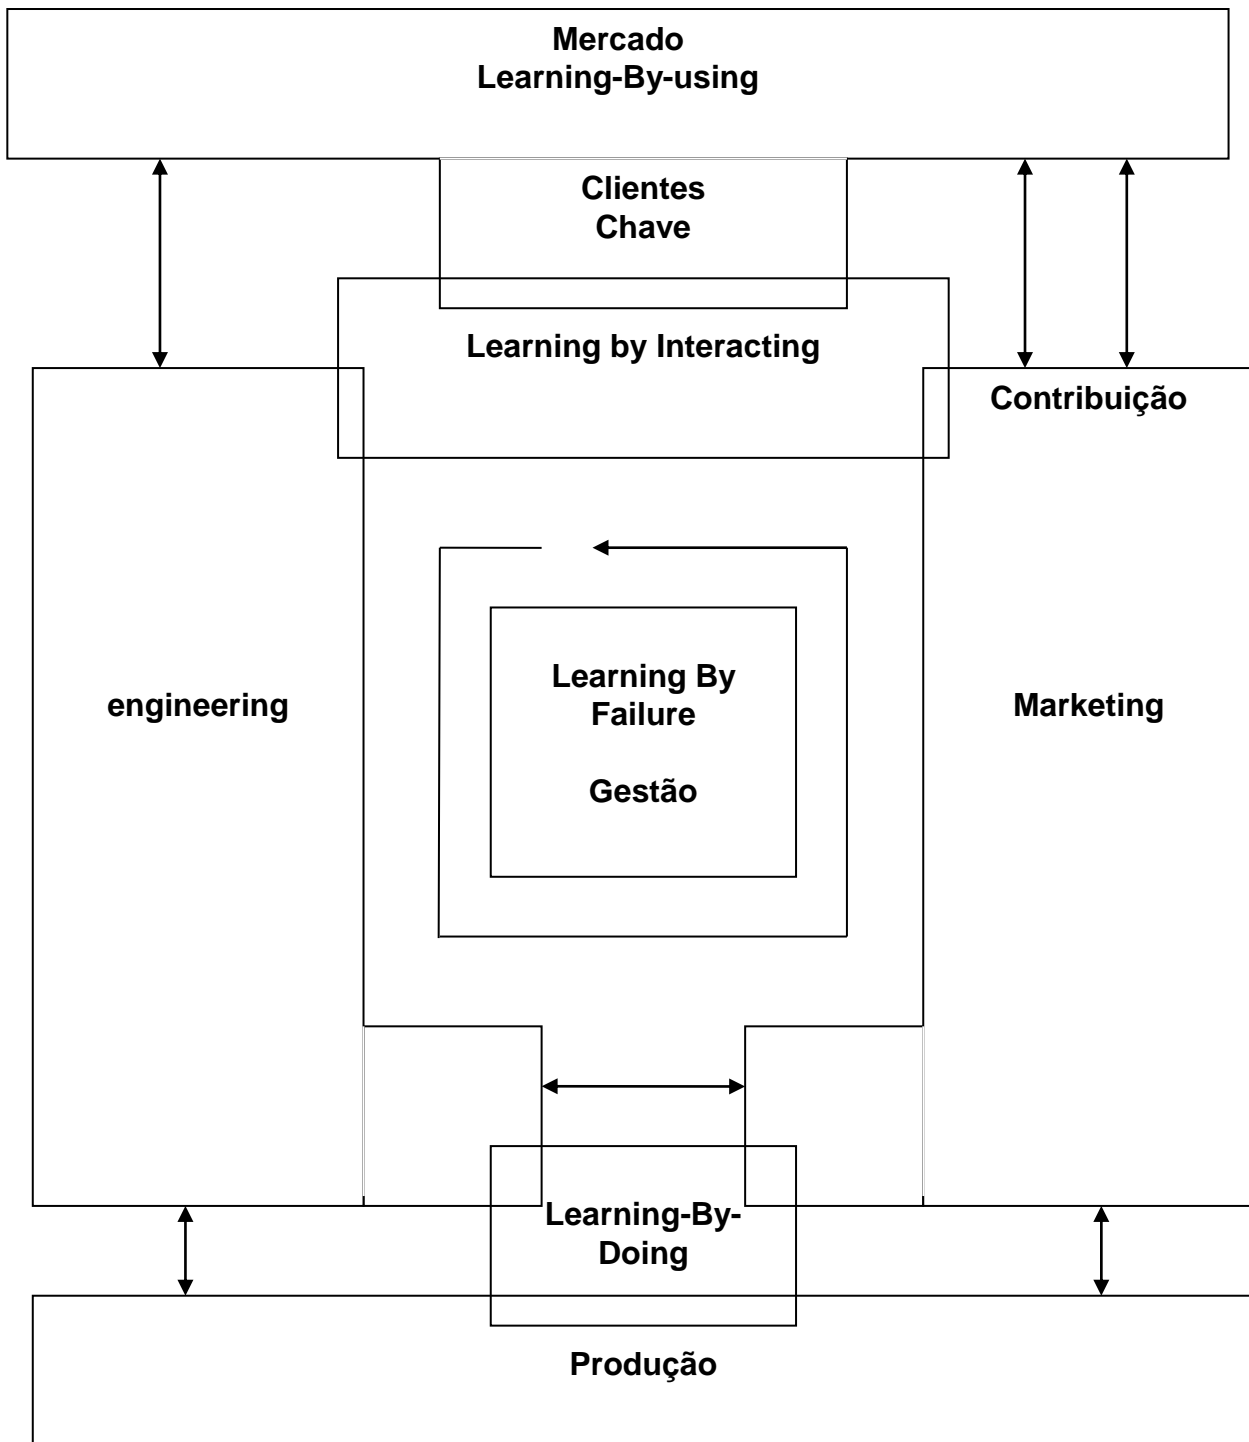 Mercado
Learning-By-using
Clientes
Chave
Learning by Interacting
Contribuição
Learning By
Failure
engineering
Marketing
Gestão
Learning-By-
Doing
Produção